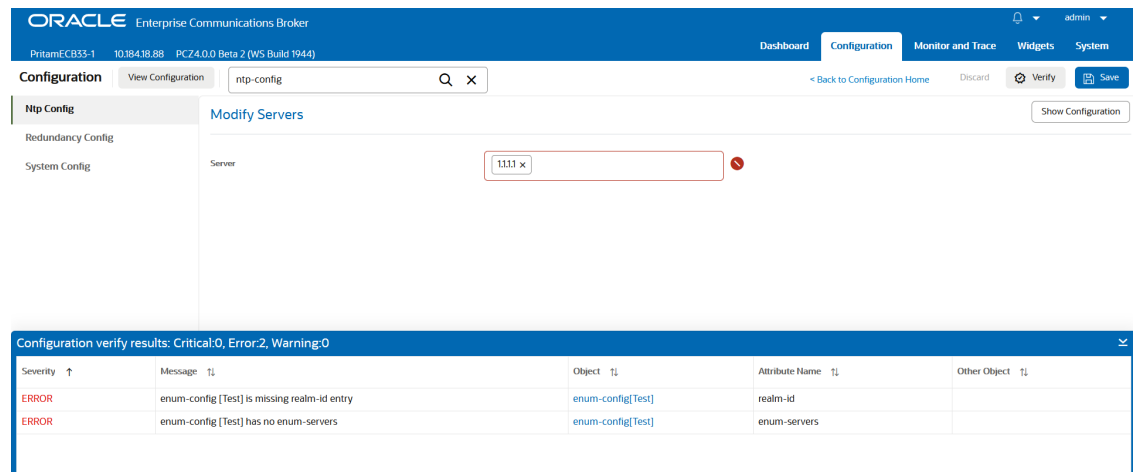 ORACLE Enterprise Communications Broker
admin
PritamECB33-1 10.184.18.88 PCZ4.0.0 Beta 2 (WS Build 1944)
Dashboard Configuration Monitor and Trace Widgets System
Configuration View Configuration ntp-config < Back to Configuration Home Discard Verify Save
Ntp Config
Modify Servers
Show Configuration
Redundancy Config
System Config
Server 1.1.1.1
Configuration verify results: Critical:0, Error:2, Warning:0
Severity Message Object Attribute Name Other Object
ERROR enum-config [Test] is missing realm-id entry enum-config[Test] realm-id
ERROR enum-config [Test] has no enum-servers enum-config[Test] enum-servers